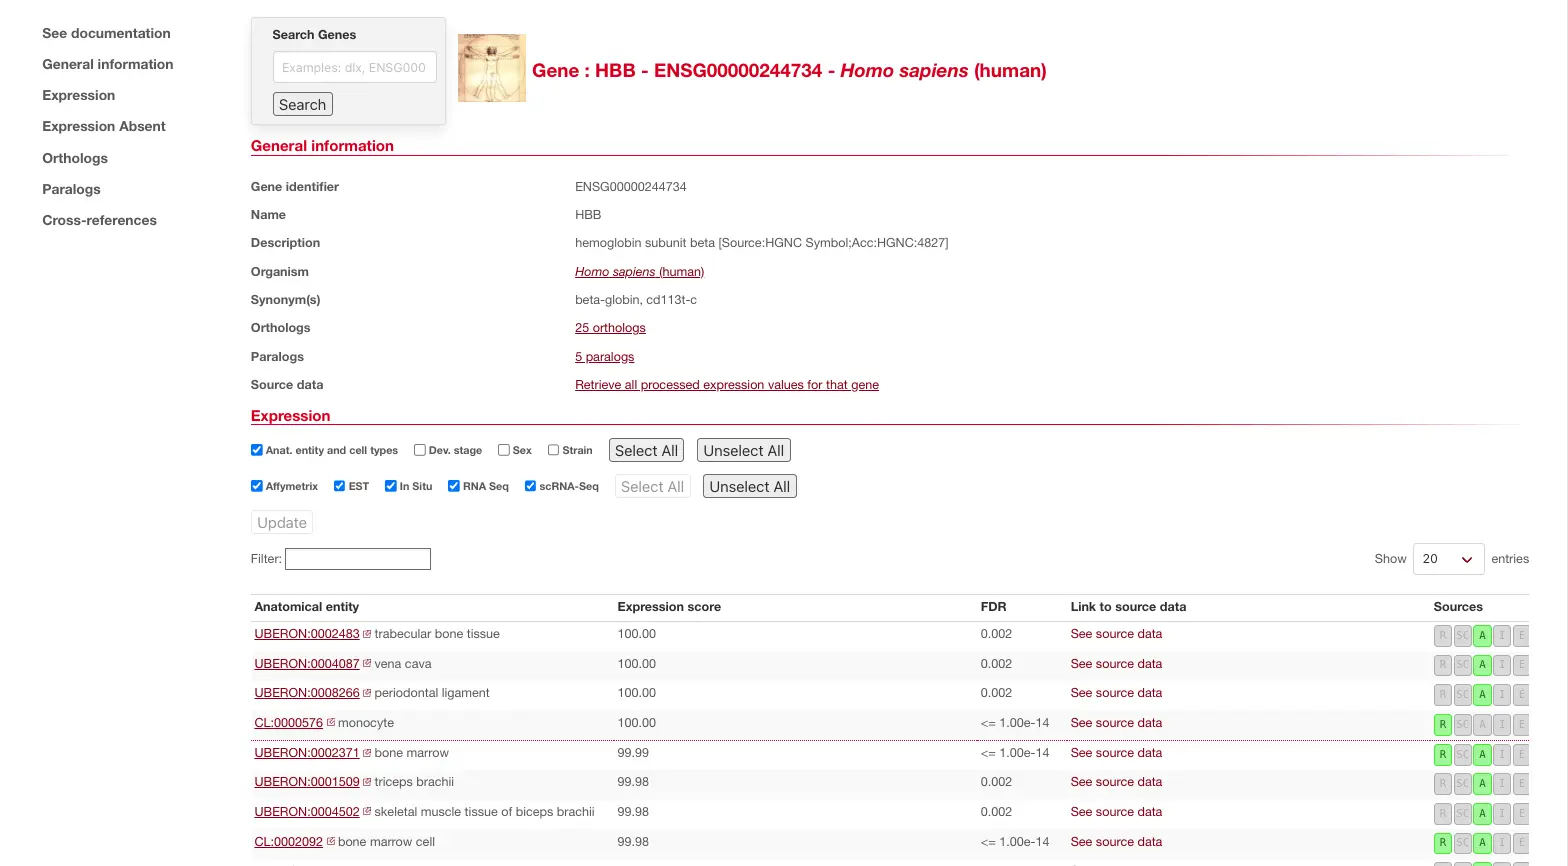 See documentation
General information
Expression
Expression Absent
Orthologs
Paralogs
Cross-references
Search Genes
Examples: dlx, ENSG000
Search
Gene : HBB - ENSG00000244734 - Homo sapiens (human)
General information
Gene identifier ENSG00000244734
Name HBB
Description hemoglobin subunit beta [Source:HGNC Symbol;Acc:HGNC:4827]
Organism Homo sapiens (human)
Synonym(s) beta-globin, cd113t-c
Orthologs 25 orthologs
Paralogs 5 paralogs
Source data Retrieve all processed expression values for that gene
Expression
Anat. entity and cell types Dev. stage Sex Strain Select All Unselect All
Affymetrix EST In Situ RNA Seq scRNA-Seq Select All Unselect All
Update
Filter: Show 20 entries
Anatomical entity Expression score FDR Link to source data Sources
UBERON:0002483 trabecular bone tissue 100.00 0.002 See source data R SC A I E
UBERON:0004087 vena cava 100.00 0.002 See source data R SC A I E
UBERON:0008266 periodontal ligament 100.00 0.002 See source data R SC A I E
CL:0000576 monocyte 100.00 <= 1.00e-14 See source data R SC A I E
UBERON:0002371 bone marrow 99.99 <= 1.00e-14 See source data R SC A I E
UBERON:0001509 triceps brachii 99.98 0.002 See source data R SC A I E
UBERON:0004502 skeletal muscle tissue of biceps brachii 99.98 0.002 See source data R SC A I E
CL:0002092 bone marrow cell 99.98 <= 1.00e-14 See source data R SC A I E